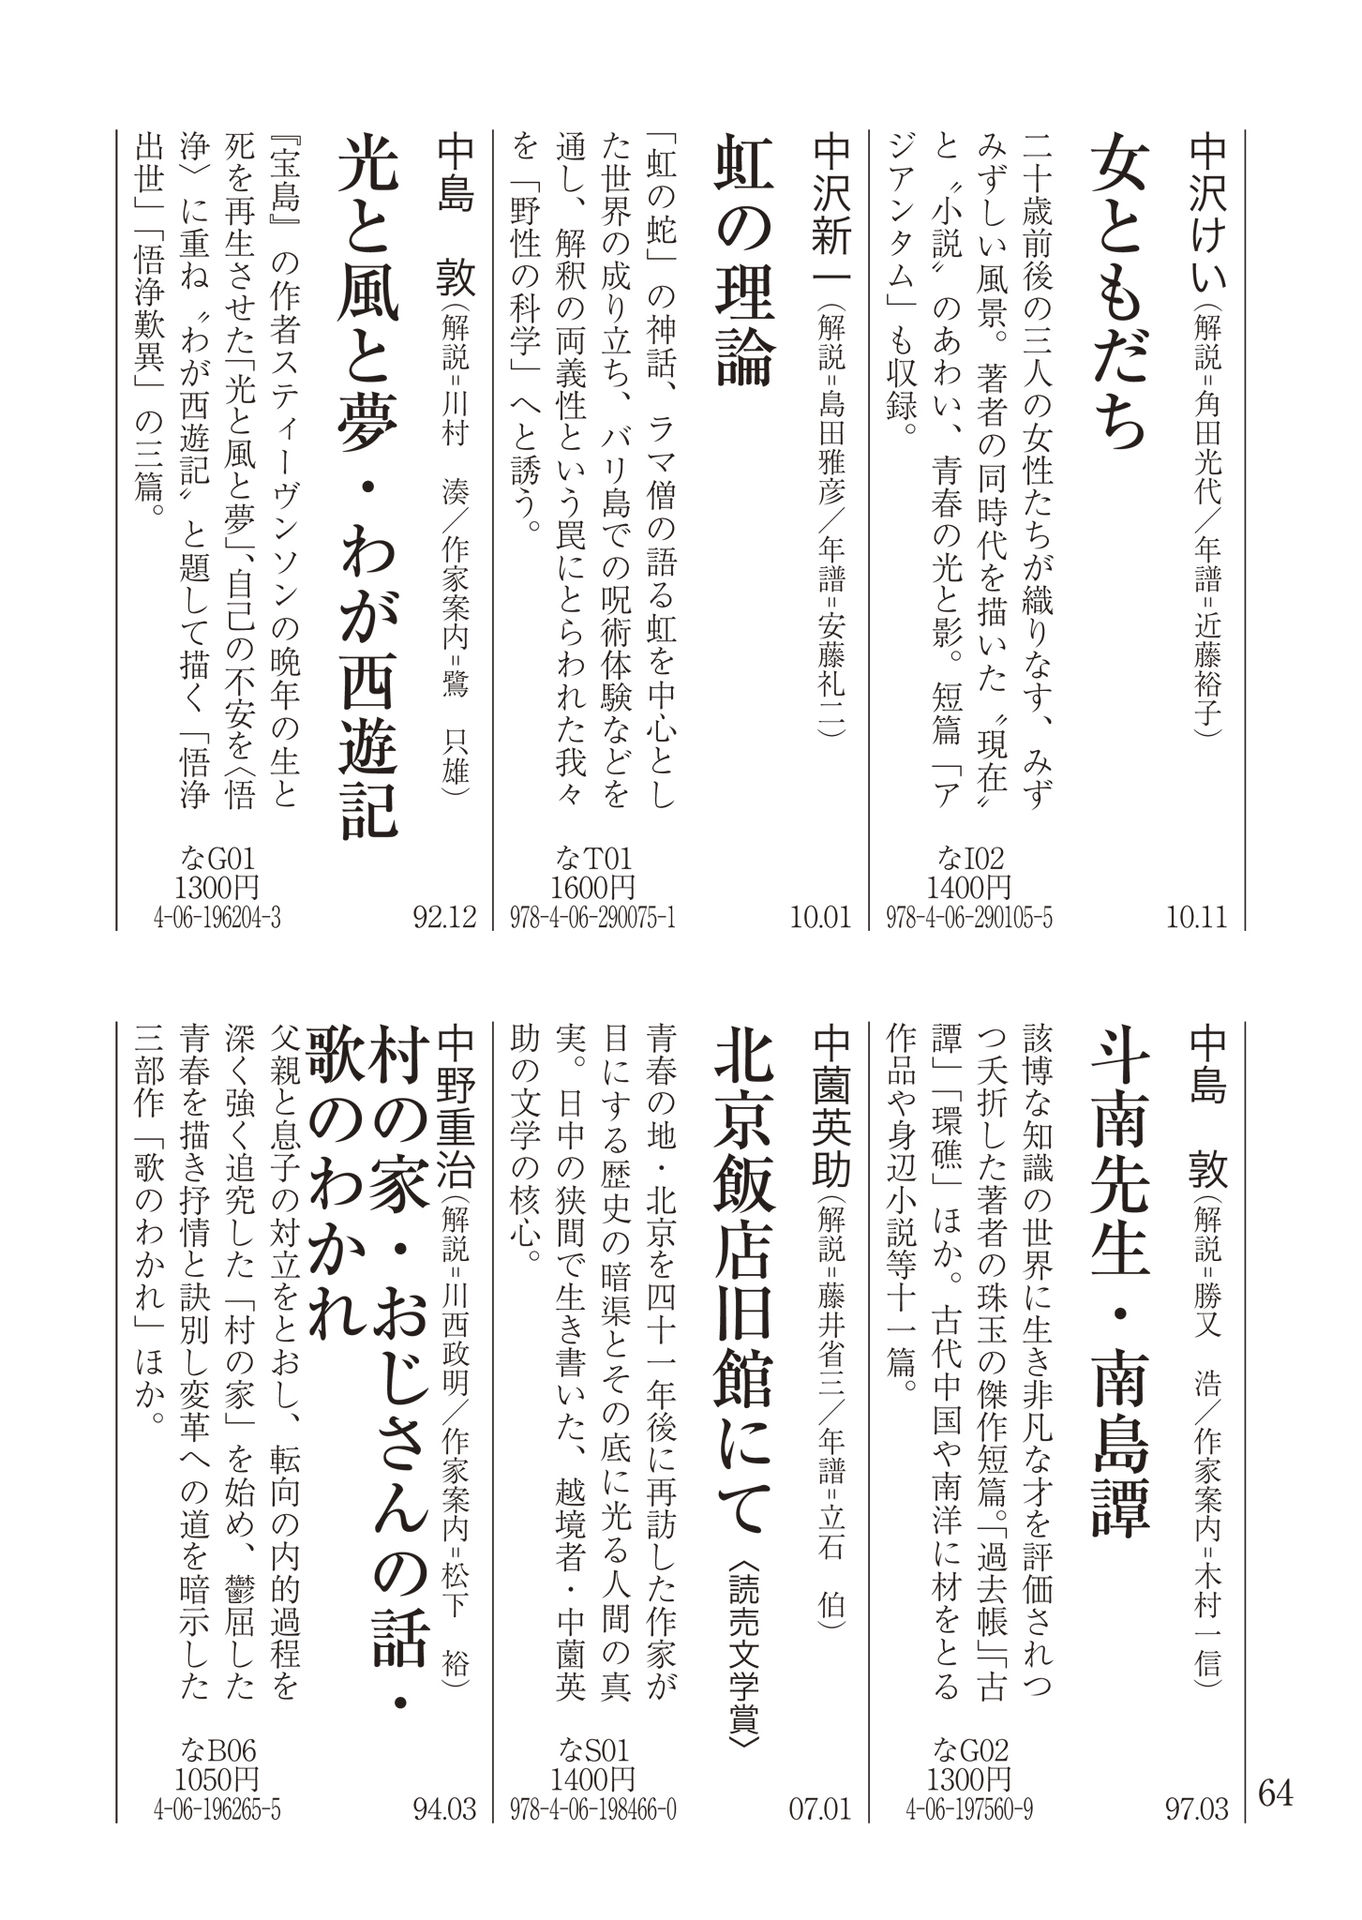 中沢けい（解説=角田光代／年譜=近藤裕子）
女ともだち
二十歳前後の三人の女性たちが織りなす、みず
みずしい風景。著者の同時代を描いた〝現在〟
と〝小説〟のあわい、青春の光と影。短篇「ア
ジアンタム」も収録。
なI02
1400円
978-4-06-290105-5
10.11
中沢新一（解説=島田雅彦／年譜=安藤礼二）
虹の理論
「虹の蛇」の神話、ラマ僧の語る虹を中心とし
た世界の成り立ち、バリ島での呪術体験などを
通し、解釈の両義性という罠にとらわれた我々
を「野性の科学」へと誘う。
なT01
1600円
978-4-06-290075-1
10.01
中島　敦（解説=川村　湊／作家案内=鷺　只雄）
光と風と夢・わが西遊記
『宝島』の作者スティーヴンソンの晩年の生と
死を再生させた「光と風と夢」、自己の不安を〈悟
浄〉に重ね〝わが西遊記〟と題して描く「悟浄
出世」「悟浄歎異」の三篇。
なG01
1300円
4-06-196204-3
92.12
中島　敦（解説=勝又　浩／作家案内=木村一信）
斗南先生・南島譚
該博な知識の世界に生き非凡な才を評価されつ
つ夭折した著者の珠玉の傑作短篇。「過去帳」「古
譚」「環礁」ほか。古代中国や南洋に材をとる
作品や身辺小説等十一篇。
なG02
1300円
4-06-197560-9
97.03
中薗英助（解説=藤井省三／年譜=立石　伯）
北京飯店旧館にて〈読売文学賞〉
青春の地・北京を四十一年後に再訪した作家が
目にする歴史の暗渠とその底に光る人間の真
実。日中の狭間で生き書いた、越境者・中薗英
助の文学の核心。
なS01
1400円
978-4-06-198466-0
07.01
中野重治（解説=川西政明／作家案内=松下　裕）
村の家・おじさんの話・
歌のわかれ
父親と息子の対立をとおし、転向の内的過程を
深く強く追究した「村の家」を始め、鬱屈した
青春を描き抒情と訣別し変革への道を暗示した
三部作「歌のわかれ」ほか。
なB06
1050円
4-06-196265-5
94.03
64